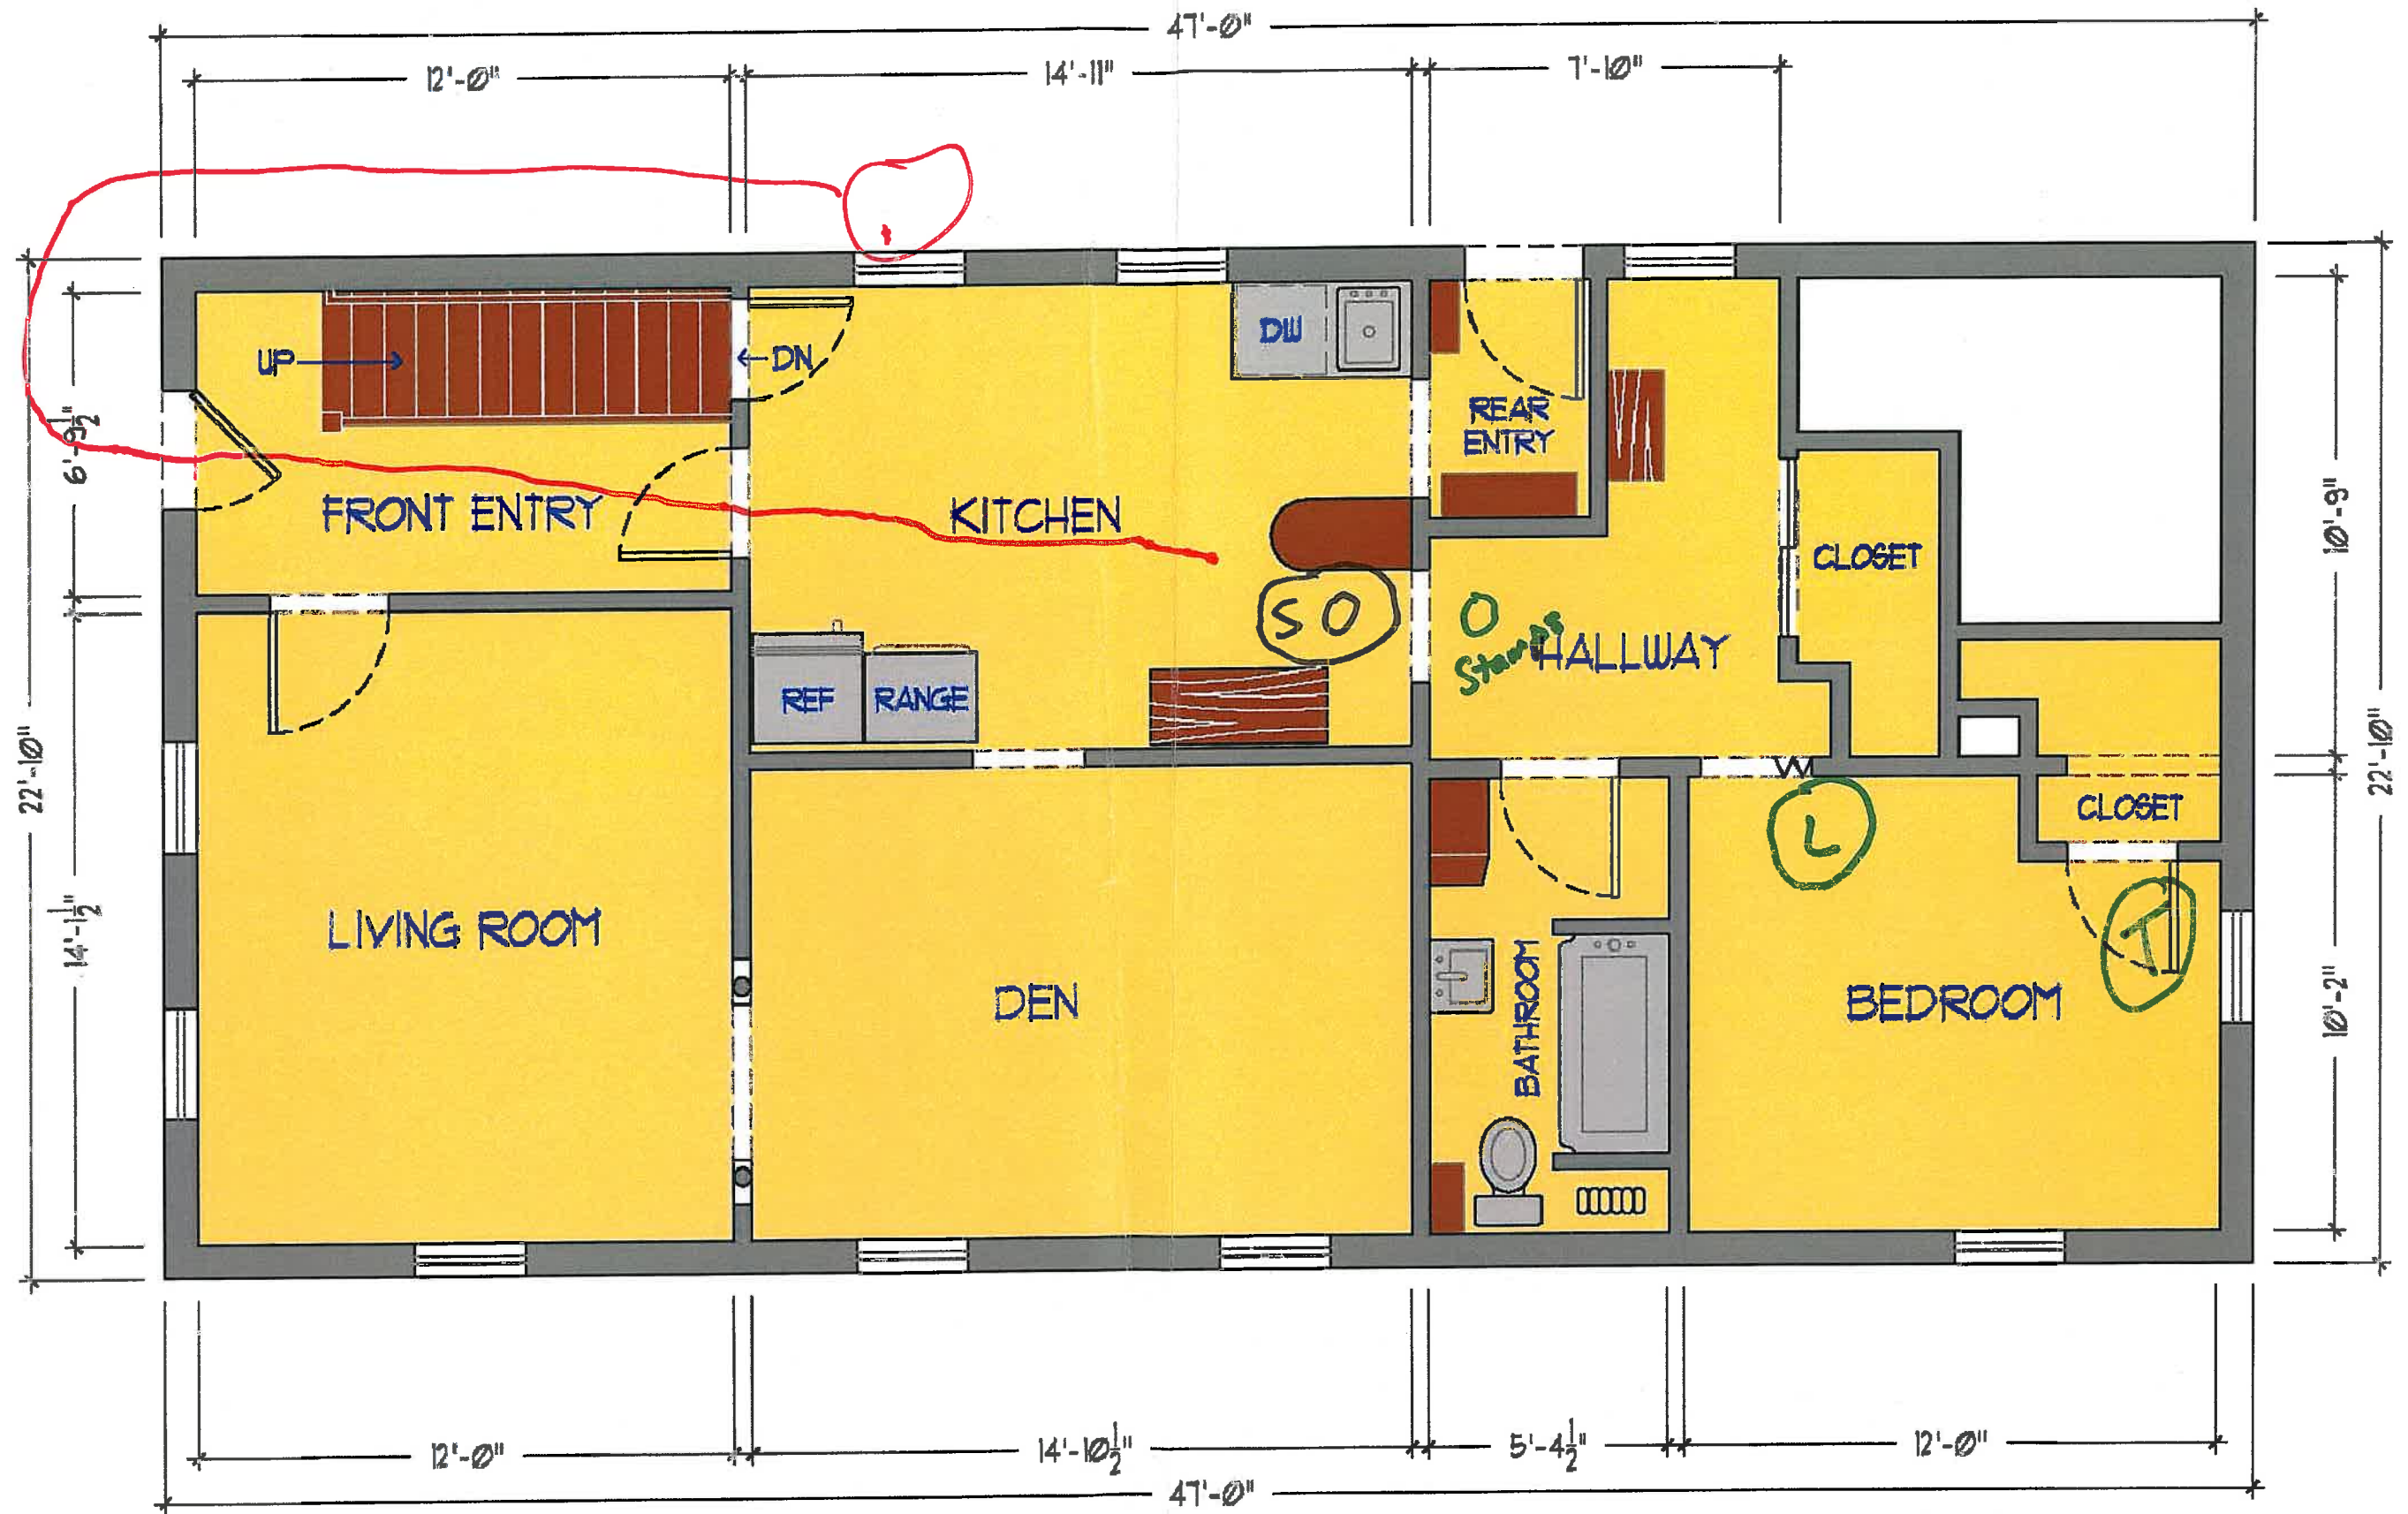 47'-0"
12'-0"
14'-11"
7'-10"
UP
DN
DW
REAR
ENTRY
6'-9½"
FRONT ENTRY
KITCHEN
10'-9"
CLOSET
S O
O
Stamps
HALLWAY
REF
RANGE
22'-10"
22'-10"
CLOSET
L
14'-1½"
LIVING ROOM
T
DEN
BATHROOM
BEDROOM
10'-2"
12'-0"
14'-10½"
5'-4½"
12'-0"
47'-0"